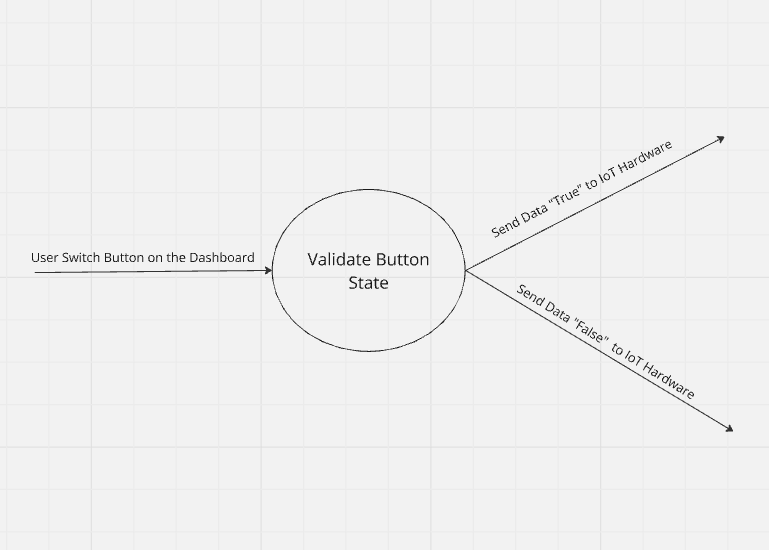 Send Data "True" to IoT Hardware
User Switch Button on the Dashboard
Validate Button
State
Send Data "False" to IoT Hardware